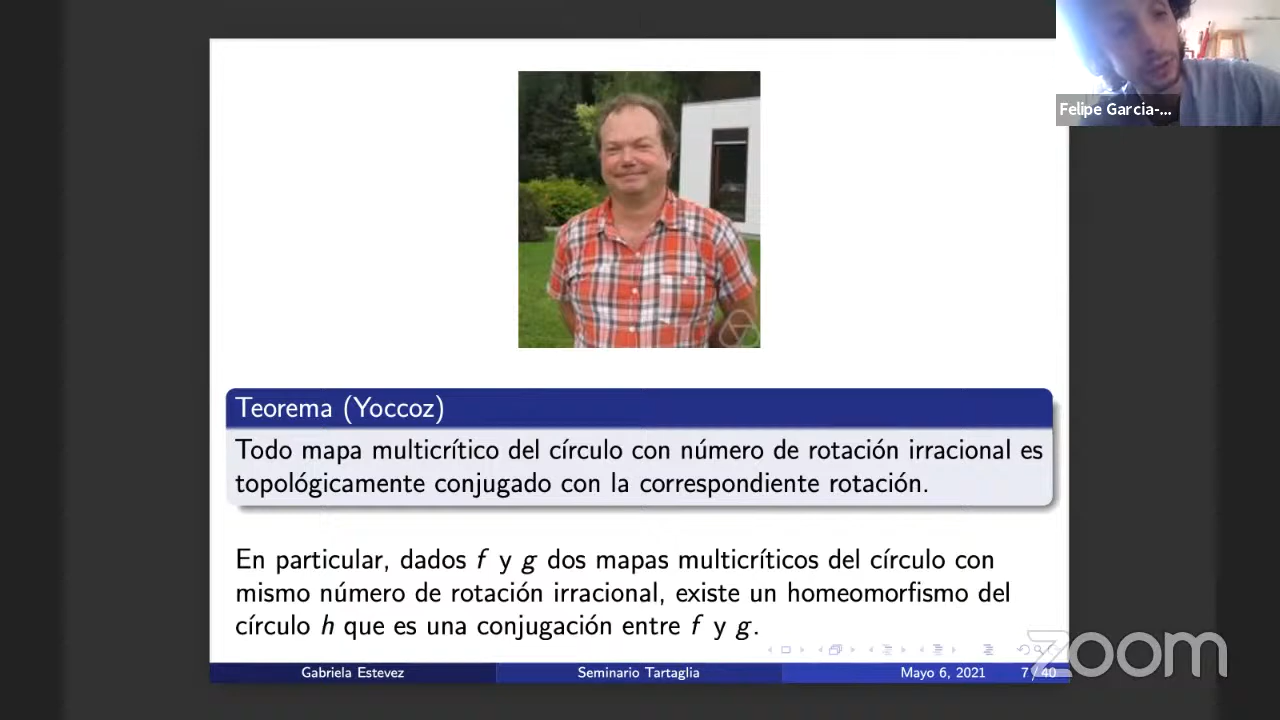 Felipe Garcia-...
Teorema (Yoccoz)
Todo mapa multicrítico del círculo con número de rotación irracional es
topológicamente conjugado con la correspondiente rotación.
En particular, dados f y g dos mapas multicríticos del círculo con
mismo número de rotación irracional, existe un homeomorfismo del
círculo h que es una conjugación entre f y g.
Gabriela Estevez
Seminario Tartaglia
Mayo 6, 2021
7 / 40
zoom